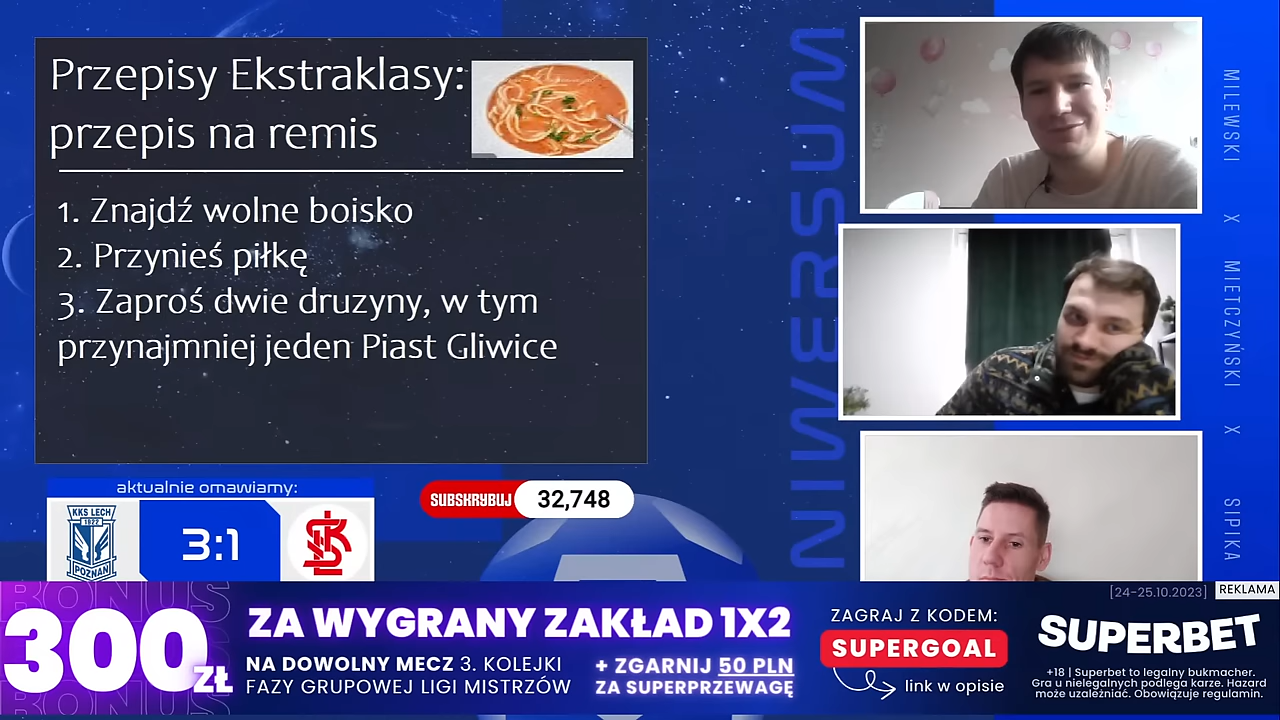 Przepisy Ekstraklasy:
przepis na remis
1. Znajdź wolne boisko
2. Przynieś piłkę
3. Zaproś dwie druzyny, w tym
przynajmniej jeden Piast Gliwice
aktualnie omawiamy:
KKS LECH
1922
POZNAŃ
3:1
ŁKS
SUBSKRYBUJ
32,748
NIWERSUM
MILEWSKI
X
MIETCZYŃSKI
X
SIPIKA
[24-25.10.2023]
REKLAMA
BONUS
300 zł
BONUS
ZA WYGRANY ZAKŁAD 1X2
NA DOWOLNY MECZ 3. KOLEJKI
FAZY GRUPOWEJ LIGI MISTRZÓW
+ ZGARNIJ 50 PLN
ZA SUPERPRZEWAGĘ
ZAGRAJ Z KODEM:
SUPERGOAL
link w opisie
SUPERBET
+18 | Superbet to legalny bukmacher.
Gra u nielegalnych podlega karze. Hazard
może uzależniać. Obowiązuje regulamin.